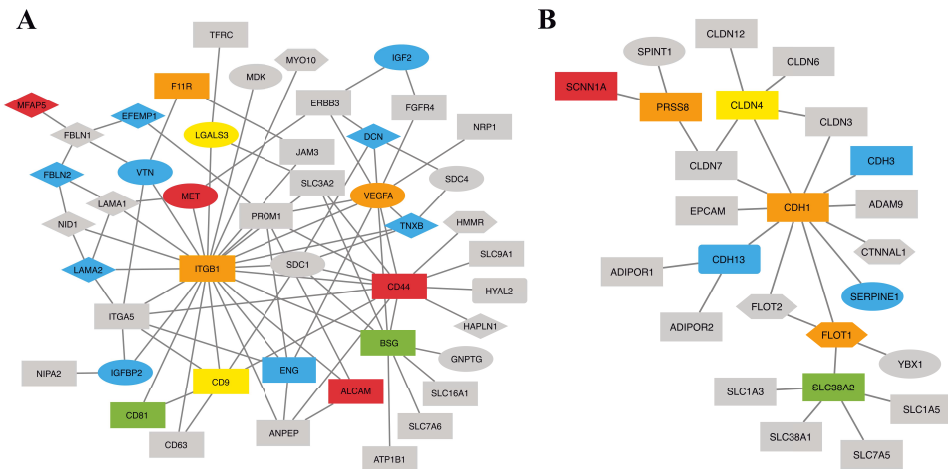 A
B
TFRC
MYO10
IGF2
MDK
F11R
ERBB3
FGFR4
MFAP5
EFEMP1
FBLN1
LGALS3
DCN
NRP1
JAM3
VTN
FBLN2
SLC3A2
SDC4
MET
VEGFA
LAMA1
PR0M1
NID1
TNXB
HMMR
SLC9A1
LAMA2
ITGB1
SDC1
CD44
HYAL2
ITGA5
HAPLN1
BSG
GNPTG
NIPA2
IGFBP2
CD9
ENG
ALCAM
SLC16A1
CD81
SLC7A6
CD63
ANPEP
ATP1B1
CLDN12
SPINT1
CLDN6
SCNN1A
PRSS8
CLDN4
CLDN3
CLDN7
CDH3
EPCAM
CDH1
ADAM9
CTNNAL1
CDH13
ADIPOR1
SERPINE1
FLOT2
ADIPOR2
FLOT1
YBX1
SLC1A3
SLC38A2
SLC1A5
SLC38A1
SLC7A5